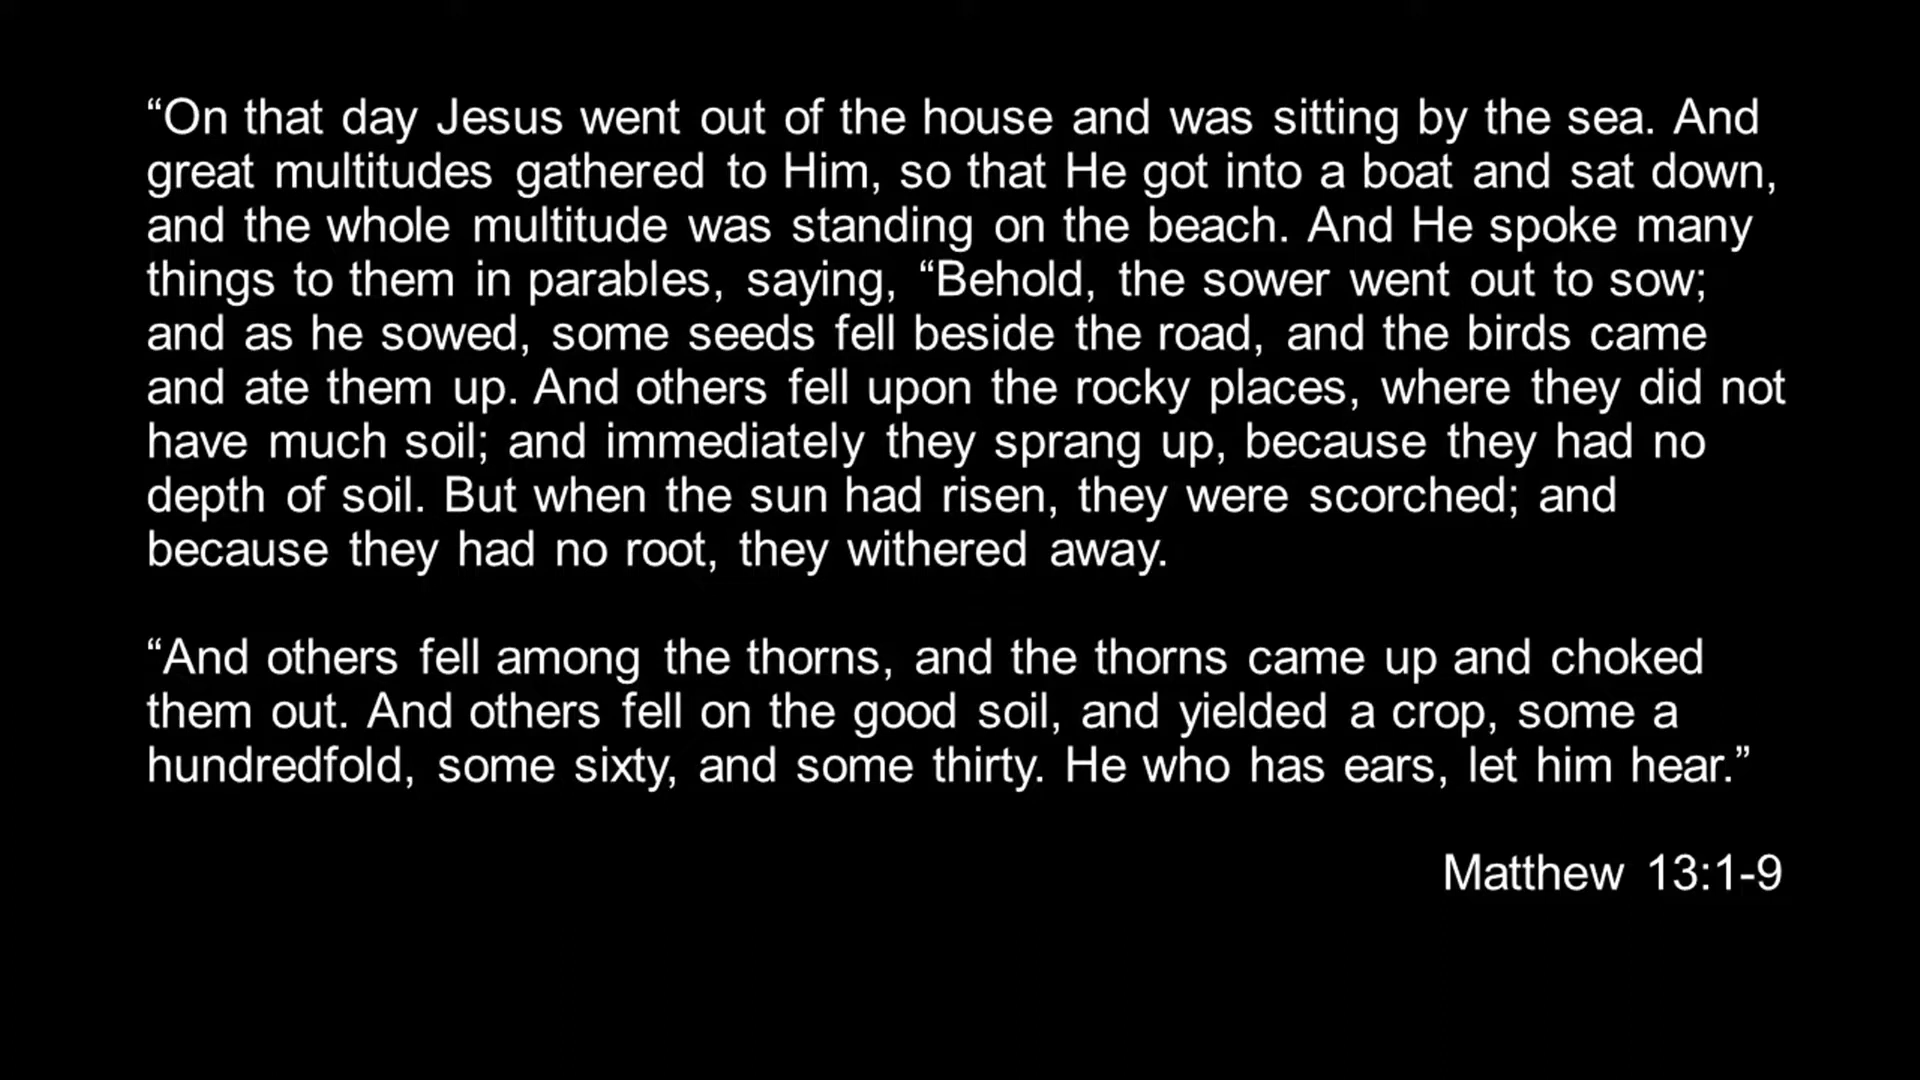 “On that day Jesus went out of the house and was sitting by the sea. And
great multitudes gathered to Him, so that He got into a boat and sat down,
and the whole multitude was standing on the beach. And He spoke many
things to them in parables, saying, “Behold, the sower went out to sow;
and as he sowed, some seeds fell beside the road, and the birds came
and ate them up. And others fell upon the rocky places, where they did not
have much soil; and immediately they sprang up, because they had no
depth of soil. But when the sun had risen, they were scorched; and
because they had no root, they withered away.
“And others fell among the thorns, and the thorns came up and choked
them out. And others fell on the good soil, and yielded a crop, some a
hundredfold, some sixty, and some thirty. He who has ears, let him hear.”
Matthew 13:1-9